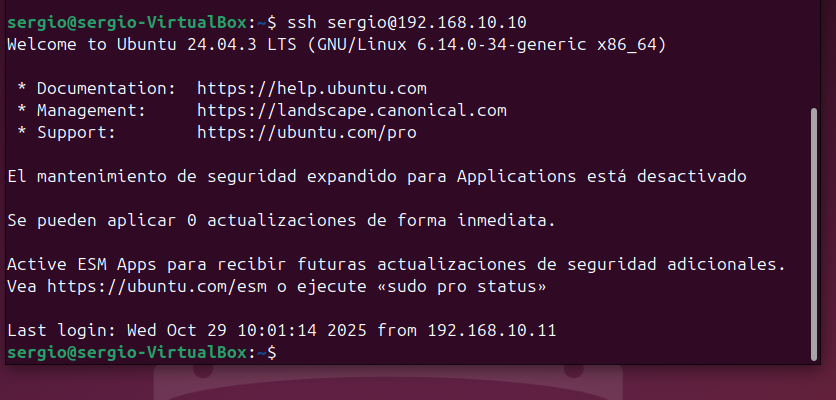 sergio@sergio-VirtualBox:~$ ssh sergio@192.168.10.10
Welcome to Ubuntu 24.04.3 LTS (GNU/Linux 6.14.0-34-generic x86_64)
* Documentation:  https://help.ubuntu.com
* Management:     https://landscape.canonical.com
* Support:        https://ubuntu.com/pro
El mantenimiento de seguridad expandido para Applications está desactivado
Se pueden aplicar 0 actualizaciones de forma inmediata.
Active ESM Apps para recibir futuras actualizaciones de seguridad adicionales.
Vea https://ubuntu.com/esm o ejecute «sudo pro status»
Last login: Wed Oct 29 10:01:14 2025 from 192.168.10.11
sergio@sergio-VirtualBox:~$